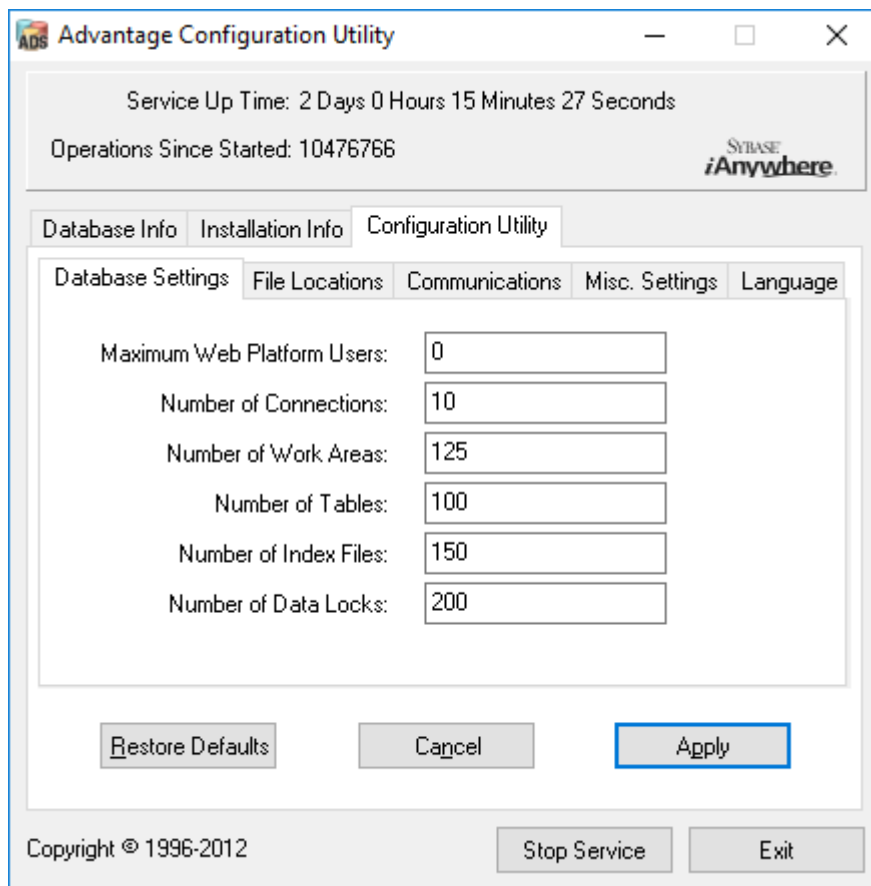 ADS Advantage Configuration Utility
Service Up Time: 2 Days 0 Hours 15 Minutes 27 Seconds
Operations Since Started: 10476766
SYBASE
iAnywhere.
Database Info Installation Info Configuration Utility
Database Settings File Locations Communications Misc. Settings Language
Maximum Web Platform Users: 0
Number of Connections: 10
Number of Work Areas: 125
Number of Tables: 100
Number of Index Files: 150
Number of Data Locks: 200
Restore Defaults Cancel Apply
Copyright © 1996-2012 Stop Service Exit